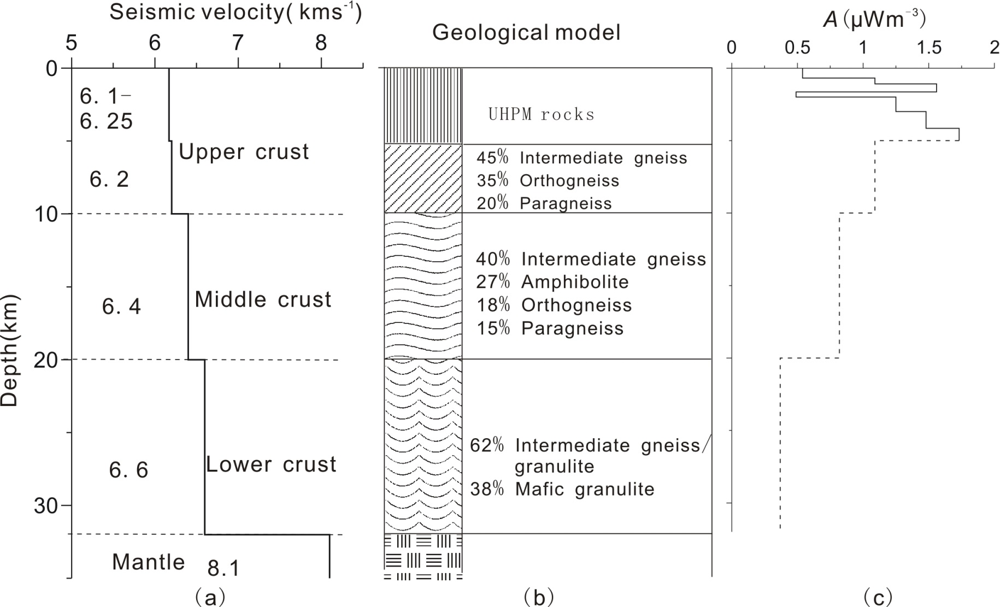 Seismic velocity( kms-1)
5 6 7 8
0
10
20
30
Depth(km)
6. 1–
6. 25
6. 2
6. 4
6. 6
Upper crust
Middle crust
Lower crust
Mantle 8.1
(a)
Geological model
UHPM rocks
45% Intermediate gneiss
35% Orthogneiss
20% Paragneiss
40% Intermediate gneiss
27% Amphibolite
18% Orthogneiss
15% Paragneiss
62% Intermediate gneiss/
granulite
38% Mafic granulite
(b)
A (μWm⁻³)
0 0.5 1 1.5 2
(c)